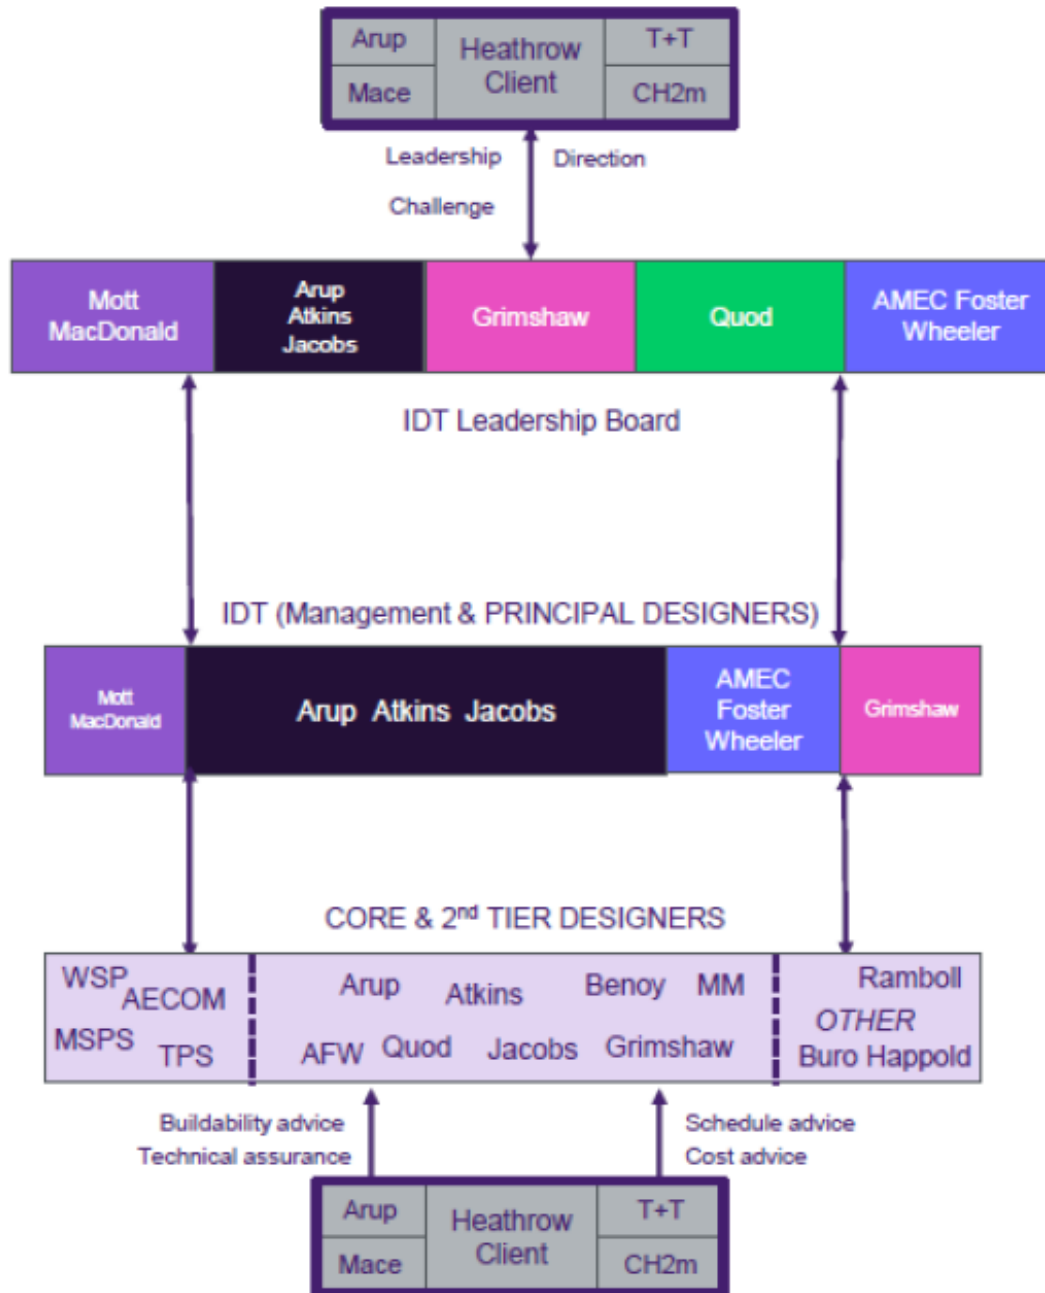 Arup
Heathrow
Client
T+T
Mace
CH2m
Leadership
Direction
Challenge
Mott
MacDonald
Arup
Atkins
Jacobs
Grimshaw
Quod
AMEC Foster
Wheeler
IDT Leadership Board
IDT (Management & PRINCIPAL DESIGNERS)
Mott
MacDonald
Arup Atkins Jacobs
AMEC
Foster
Wheeler
Grimshaw
CORE & 2nd TIER DESIGNERS
WSP
AECOM
MSPS
TPS
Arup
Atkins
Benoy
MM
AFW
Quod
Jacobs
Grimshaw
Ramboll
OTHER
Buro Happold
Buildability advice
Technical assurance
Schedule advice
Cost advice
Arup
Heathrow
Client
T+T
Mace
CH2m